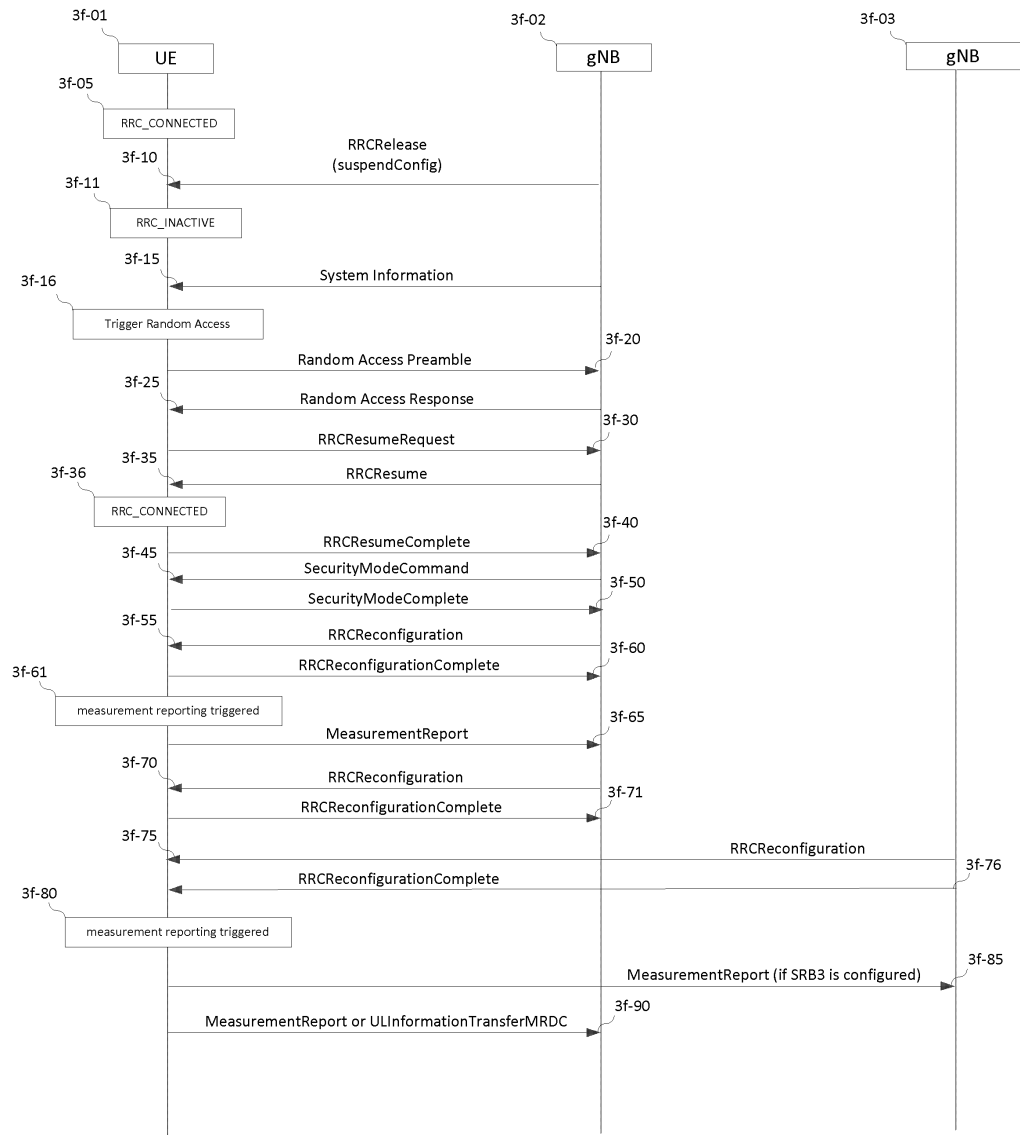 3f-01
3f-02
3f-03
UE
gNB
gNB
3f-05
RRC_CONNECTED
RRCRelease
(suspendConfig)
3f-10
3f-11
RRC_INACTIVE
3f-15
System Information
3f-16
Trigger Random Access
3f-20
Random Access Preamble
3f-25
Random Access Response
3f-30
RRCResumeRequest
3f-35
RRCResume
3f-36
RRC_CONNECTED
3f-40
RRCResumeComplete
3f-45
SecurityModeCommand
3f-50
SecurityModeComplete
3f-55
RRCReconfiguration
3f-60
RRCReconfigurationComplete
3f-61
measurement reporting triggered
3f-65
MeasurementReport
3f-70
RRCReconfiguration
3f-71
RRCReconfigurationComplete
3f-75
RRCReconfiguration
3f-76
RRCReconfigurationComplete
3f-80
measurement reporting triggered
3f-85
MeasurementReport (if SRB3 is configured)
3f-90
MeasurementReport or ULInformationTransferMRDC